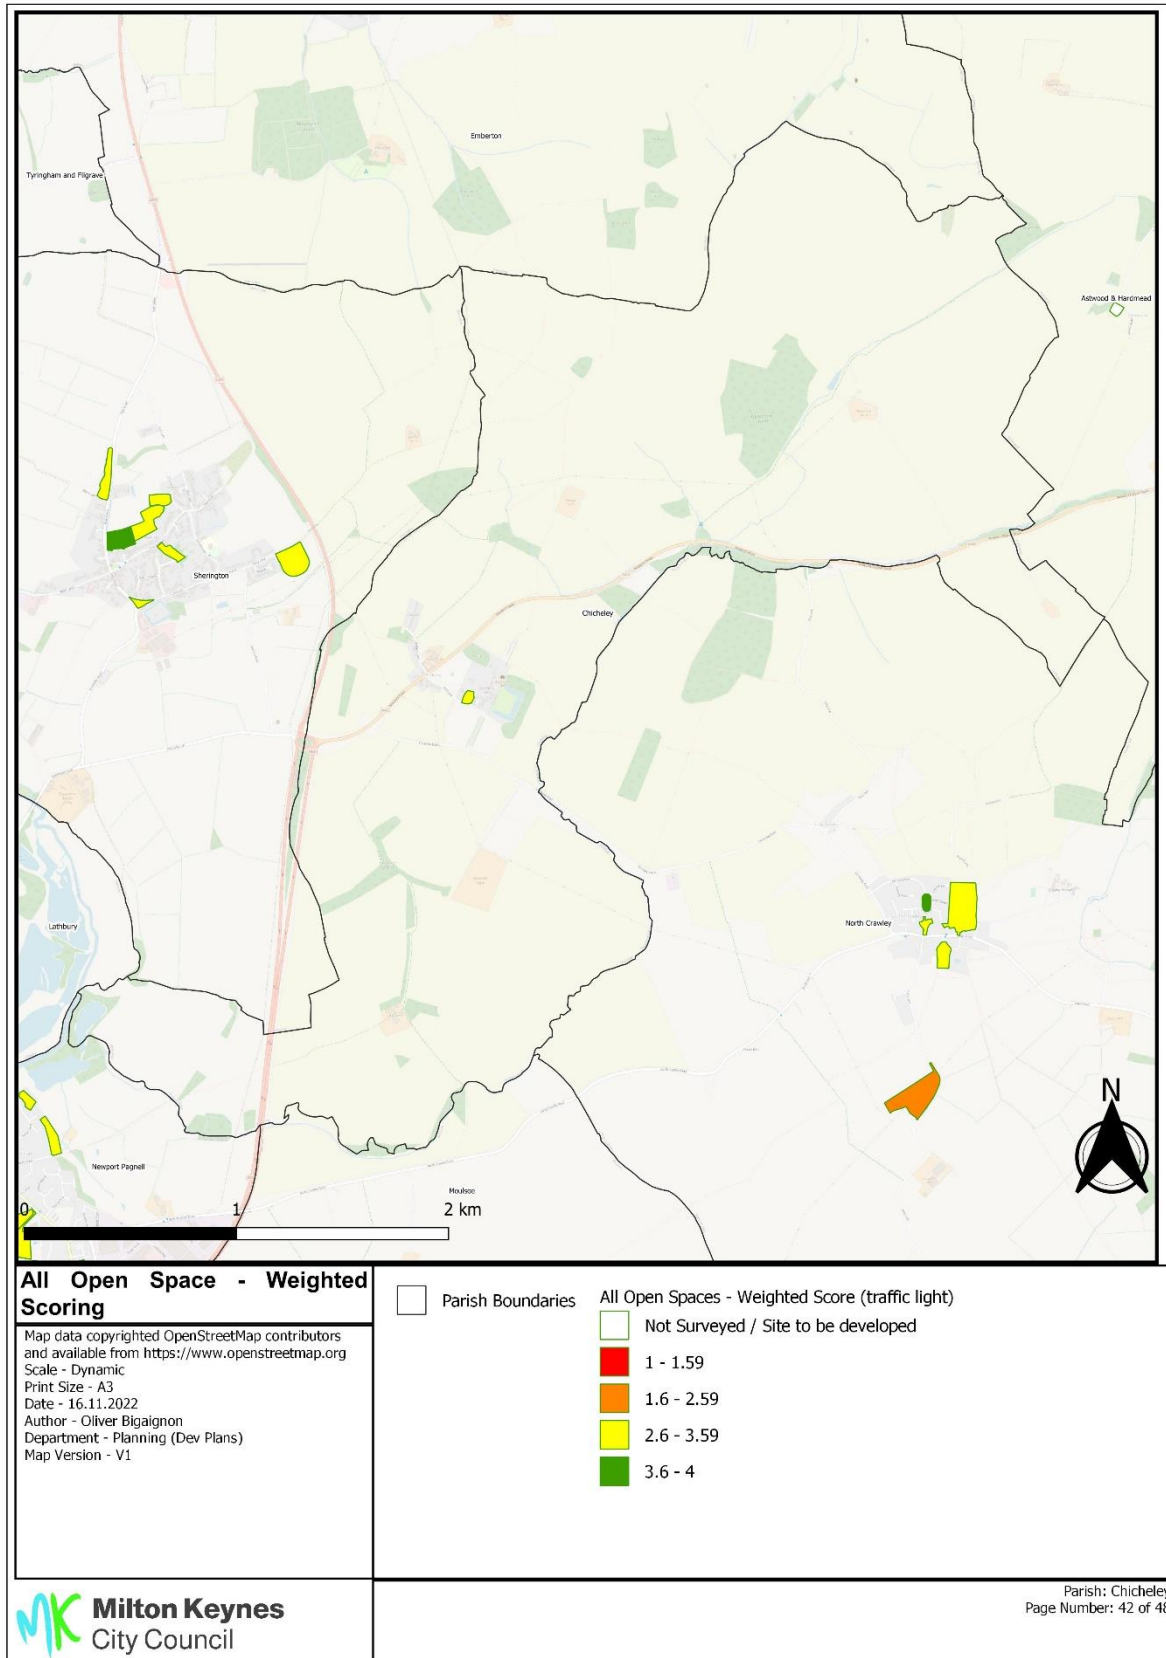 Emberton
Tyringham and Filgrave
Astwood & Hardmead
Sherington
Chicheley
Lathbury
North Crawley
N
Newport Pagnell
Moulsoe
0 1 2 km
All Open Space - Weighted
Scoring
Map data copyrighted OpenStreetMap contributors
and available from https://www.openstreetmap.org
Scale - Dynamic
Print Size - A3
Date - 16.11.2022
Author - Oliver Bigaignon
Department - Planning (Dev Plans)
Map Version - V1
Parish Boundaries
All Open Spaces - Weighted Score (traffic light)
Not Surveyed / Site to be developed
1 - 1.59
1.6 - 2.59
2.6 - 3.59
3.6 - 4
MK Milton Keynes
City Council
Parish: Chicheley
Page Number: 42 of 48